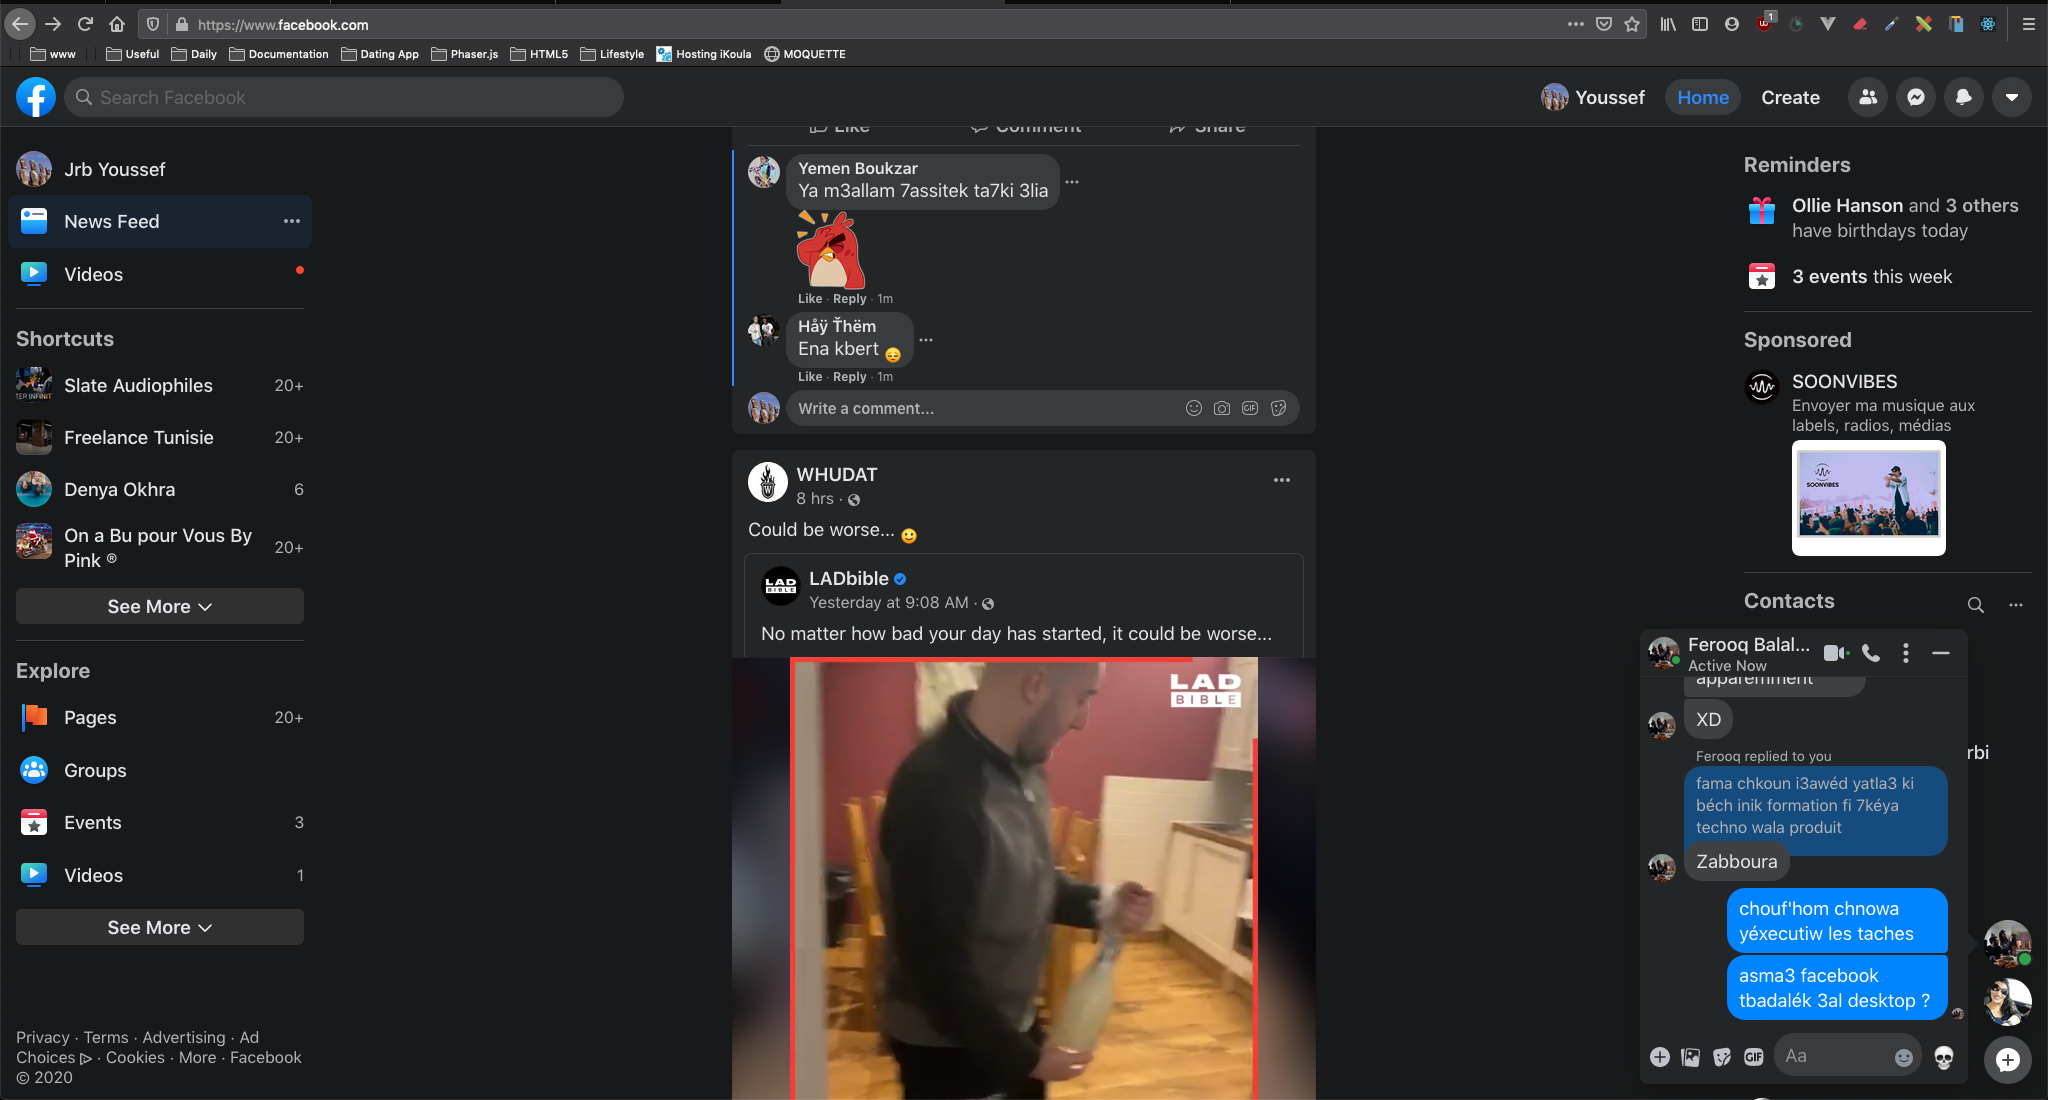 https://www.facebook.com
1
www
Useful
Daily
Documentation
Dating App
Phaser.js
HTML5
Lifestyle
Hosting iKoula
MOQUETTE
Search Facebook
Youssef
Home
Create
Jrb Youssef
News Feed
Videos
Shortcuts
Slate Audiophiles 20+
Freelance Tunisie 20+
Denya Okhra 6
On a Bu pour Vous By
Pink ® 20+
See More
Explore
Pages 20+
Groups
Events 3
Videos 1
See More
Privacy · Terms · Advertising · Ad
Choices · Cookies · More · Facebook
© 2020
Like Comment Share
Yemen Boukzar
Ya m3allam 7assitek ta7ki 3lia
Like · Reply · 1m
Håÿ Ťhëm
Ena kbert 😔
Like · Reply · 1m
Write a comment...
GIF
WHUDAT
8 hrs ·
Could be worse... 🙂
LAD
BIBLE
LADbible
Yesterday at 9:08 AM ·
No matter how bad your day has started, it could be worse...
LAD
BIBLE
Reminders
Ollie Hanson and 3 others
have birthdays today
3 events this week
Sponsored
SOONVIBES
Envoyer ma musique aux
labels, radios, médias
SOONVIBES
Contacts
rbi
Ferooq Balal...
Active Now
apparemment
XD
Ferooq replied to you
fama chkoun i3awéd yatla3 ki
béch inik formation fi 7kéya
techno wala produit
Zabboura
chouf'hom chnowa
yéxecutiw les taches
asma3 facebook
tbadalék 3al desktop ?
GIF
Aa